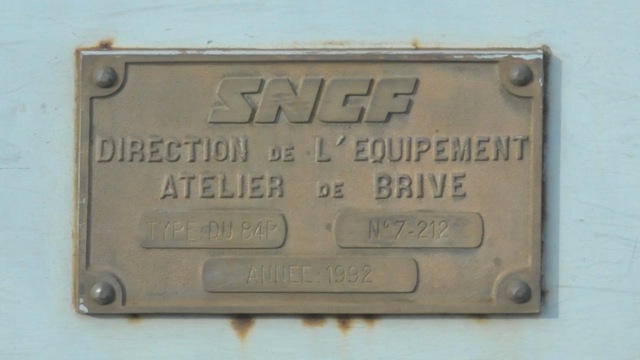 SNCF
DIRECTION DE L'EQUIPEMENT
ATELIER DE BRIVE
TYPE: DU 84P N° 7-212
ANNEE: 1992